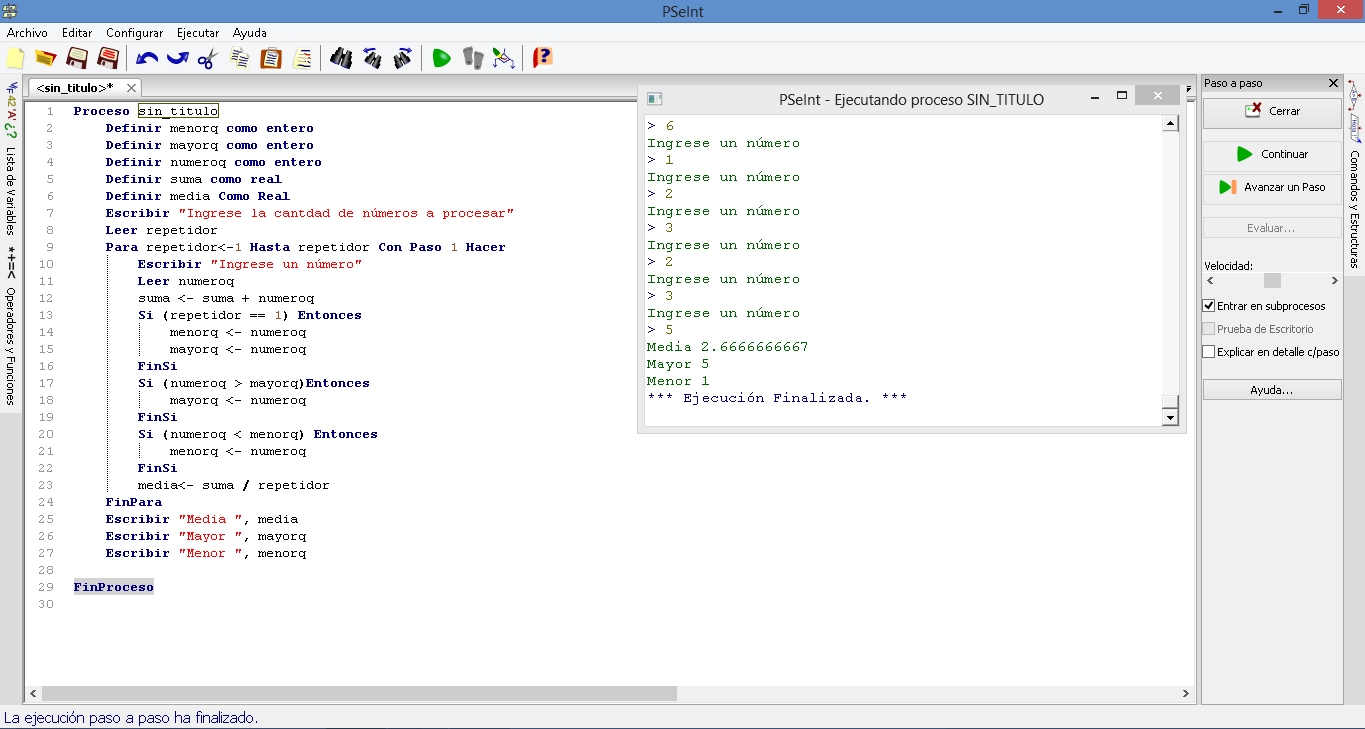 PSeInt
Archivo Editar Configurar Ejecutar Ayuda
<sin_titulo>*
1 Proceso sin_titulo
2 Definir menorq como entero
3 Definir mayorq como entero
4 Definir numeroq como entero
5 Definir suma como real
6 Definir media Como Real
7 Escribir "Ingrese la cantdad de números a procesar"
8 Leer repetidor
9 Para repetidor<-1 Hasta repetidor Con Paso 1 Hacer
10 Escribir "Ingrese un número"
11 Leer numeroq
12 suma <- suma + numeroq
13 Si (repetidor == 1) Entonces
14 menorq <- numeroq
15 mayorq <- numeroq
16 FinSi
17 Si (numeroq > mayorq)Entonces
18 mayorq <- numeroq
19 FinSi
20 Si (numeroq < menorq) Entonces
21 menorq <- numeroq
22 FinSi
23 media<- suma / repetidor
24 FinPara
25 Escribir "Media ", media
26 Escribir "Mayor ", mayorq
27 Escribir "Menor ", menorq
28
29 FinProceso
30
PSeInt - Ejecutando proceso SIN_TITULO
> 6
Ingrese un número
> 1
Ingrese un número
> 2
Ingrese un número
> 3
Ingrese un número
> 2
Ingrese un número
> 3
Ingrese un número
> 5
Media 2.6666666667
Mayor 5
Menor 1
*** Ejecución Finalizada. ***
Paso a paso
Cerrar
Continuar
Avanzar un Paso
Evaluar...
Velocidad:
Entrar en subprocesos
Prueba de Escritorio
Explicar en detalle c/paso
Ayuda...
42 'A' ¿? Lista de Variables
*+=< Operadores y Funciones
Comandos y Estructuras
La ejecución paso a paso ha finalizado.